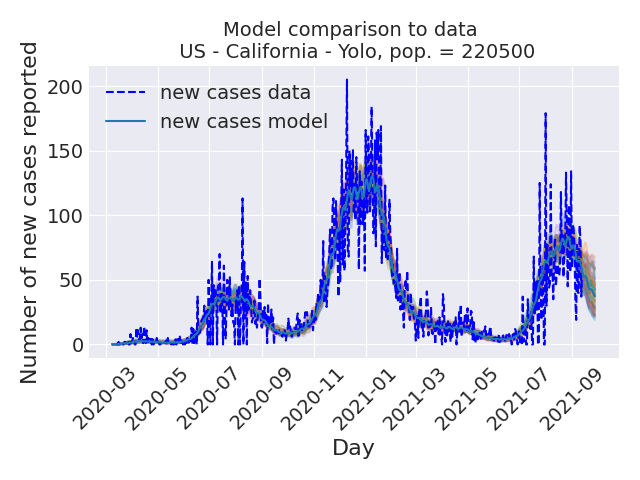 Model comparison to data
US - California - Yolo, pop. = 220500
Number of new cases reported
200
150
100
50
0
new cases data
new cases model
2020-03
2020-05
2020-07
2020-09
2020-11
2021-01
2021-03
2021-05
2021-07
2021-09
Day